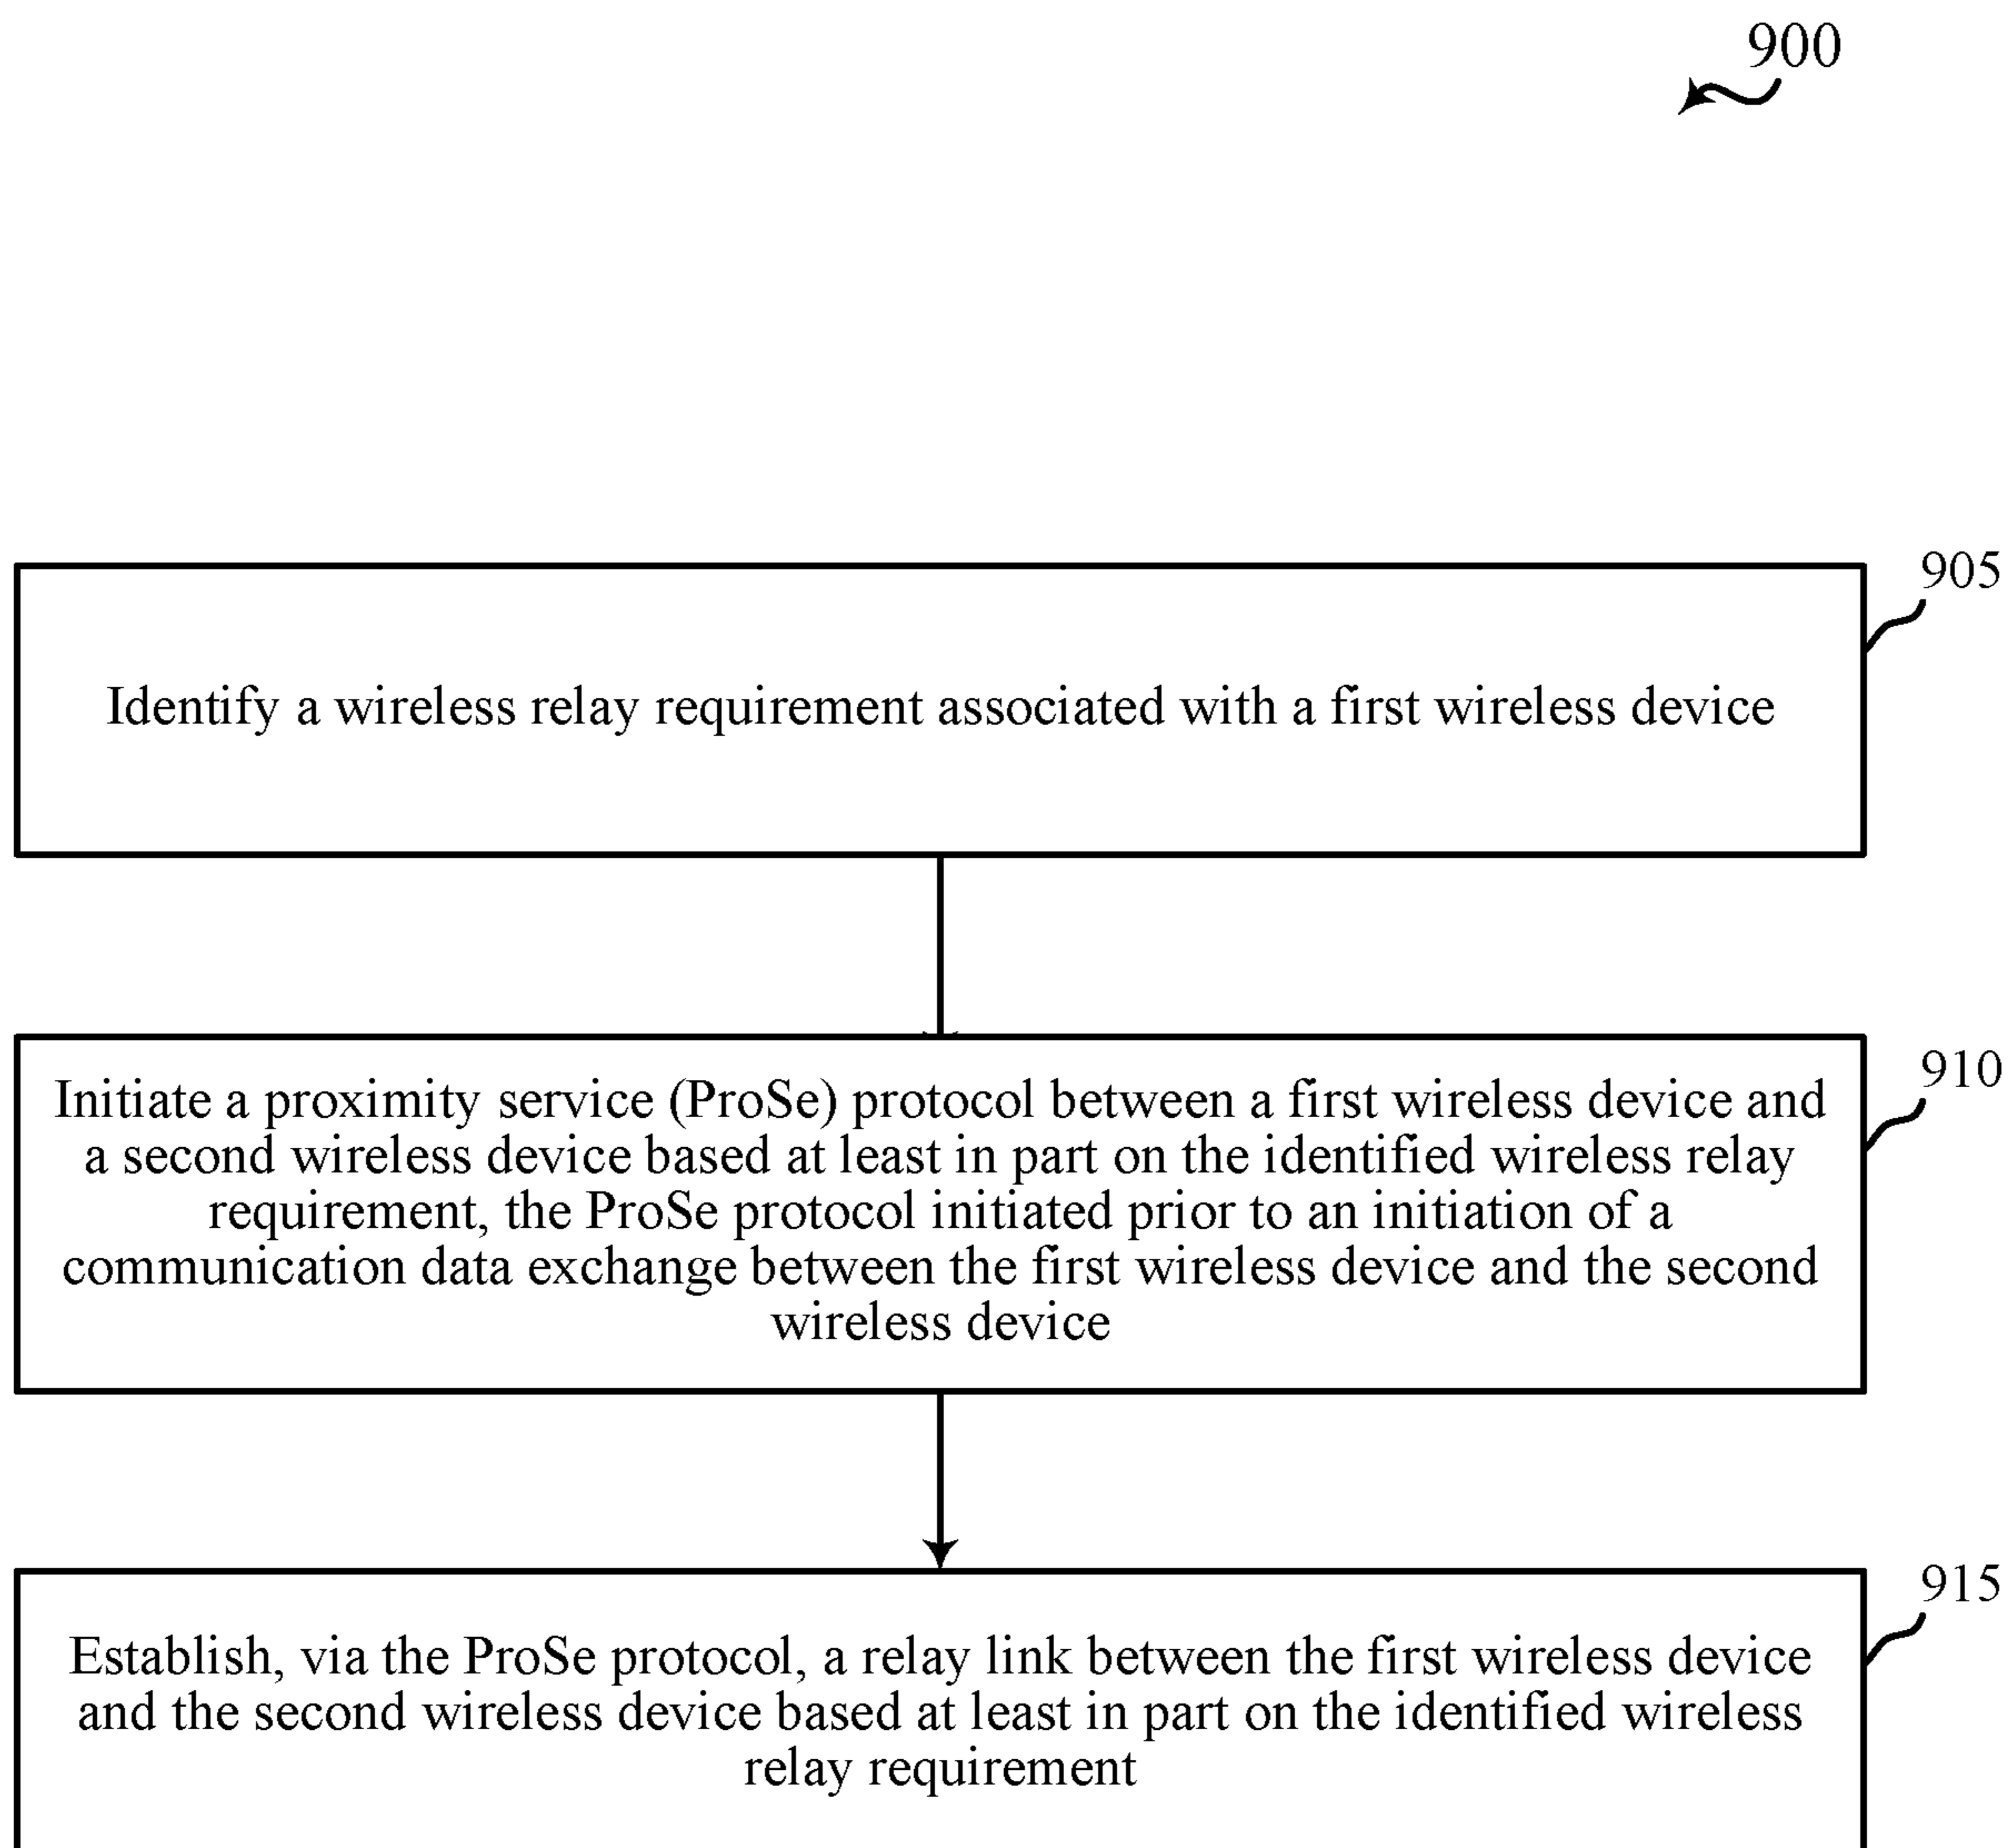 900
905
Identify a wireless relay requirement associated with a first wireless device
910
Initiate a proximity service (ProSe) protocol between a first wireless device and
a second wireless device based at least in part on the identified wireless relay
requirement, the ProSe protocol initiated prior to an initiation of a
communication data exchange between the first wireless device and the second
wireless device
915
Establish, via the ProSe protocol, a relay link between the first wireless device
and the second wireless device based at least in part on the identified wireless
relay requirement